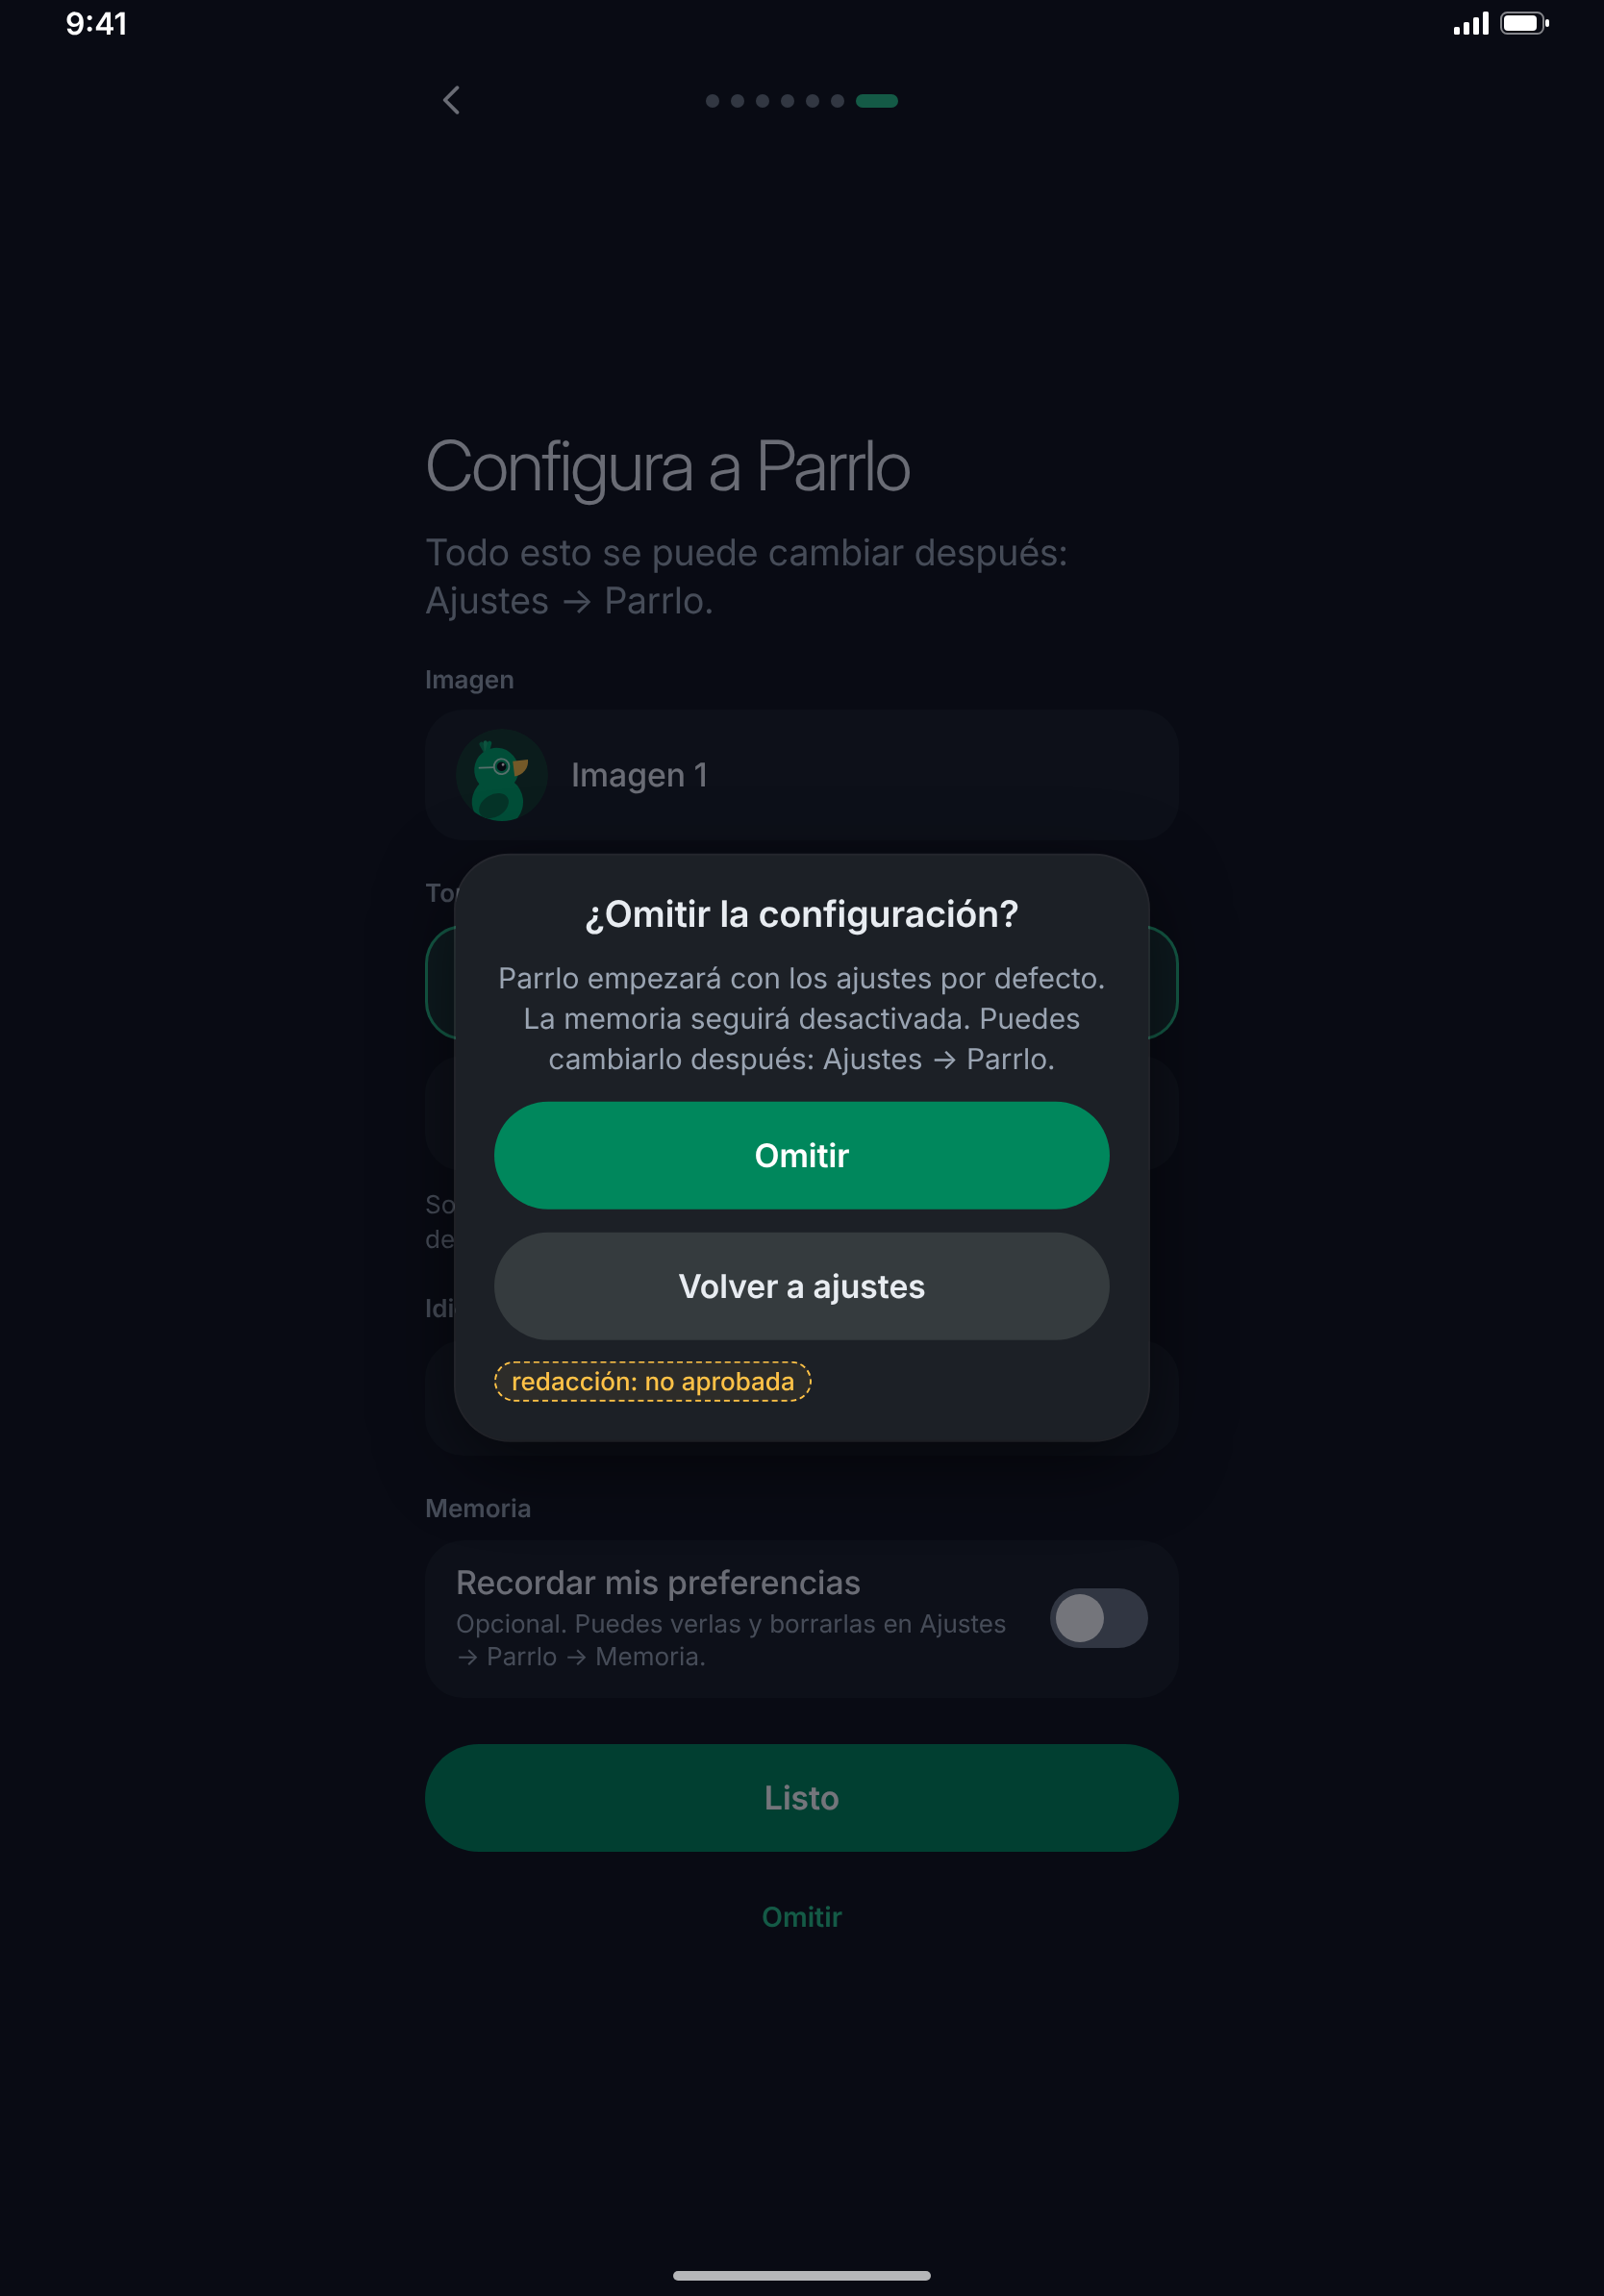 9:41
Configura a Parrlo
Todo esto se puede cambiar después:
Ajustes → Parrlo.
Imagen
Imagen 1
¿Omitir la configuración?
Parrlo empezará con los ajustes por defecto.
La memoria seguirá desactivada. Puedes
cambiarlo después: Ajustes → Parrlo.
Omitir
Volver a ajustes
redacción: no aprobada
Memoria
Recordar mis preferencias
Opcional. Puedes verlas y borrarlas en Ajustes
→ Parrlo → Memoria.
Listo
Omitir